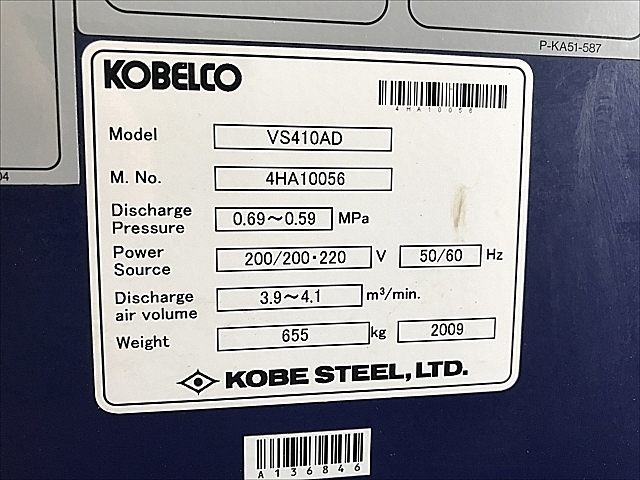 P-KA51-587
KOBELCO
4HA10056
Model VS410AD
M. No. 4HA10056
Discharge Pressure 0.69～0.59 MPa
Power Source 200/200・220 V 50/60 Hz
Discharge air volume 3.9～4.1 m³/min.
Weight 655 kg 2009
KOBE STEEL, LTD.
A136846